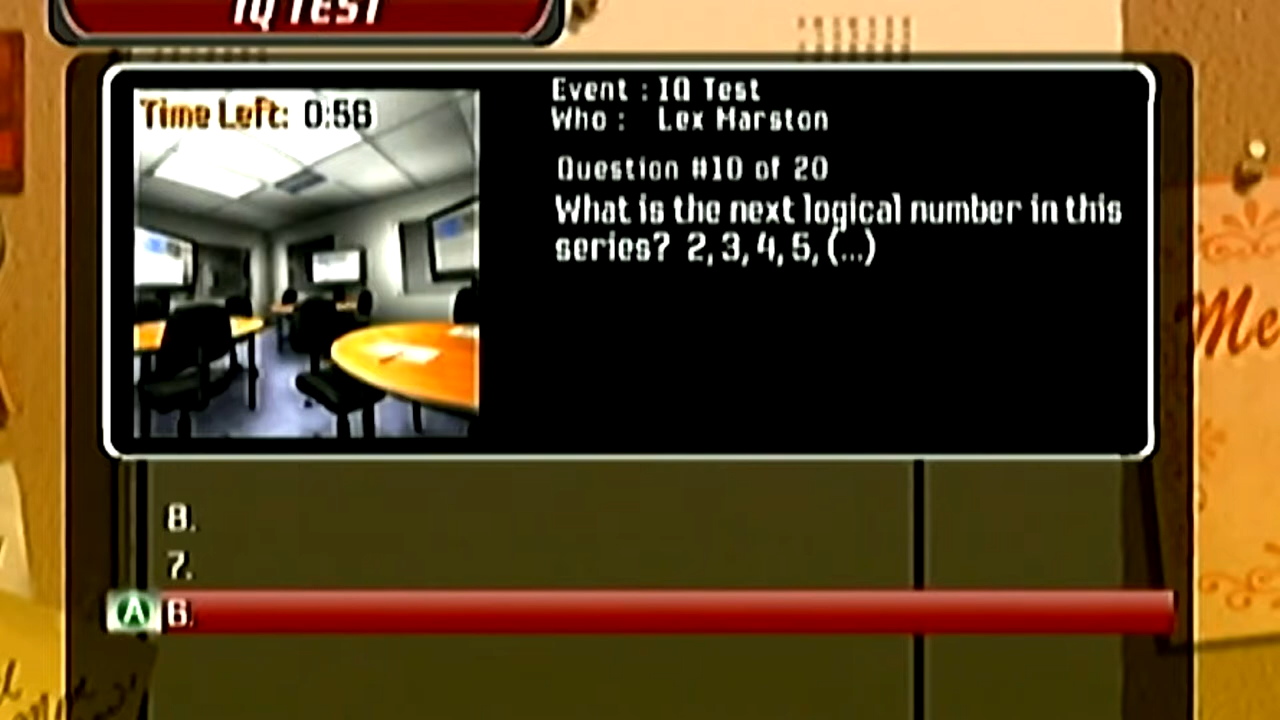 IQ TEST
Time Left: 0:56
Event : IQ Test
Who : Lex Marston
Question #10 of 20
What is the next logical number in this
series? 2, 3, 4, 5, (...)
8.
7.
A 6.
Me